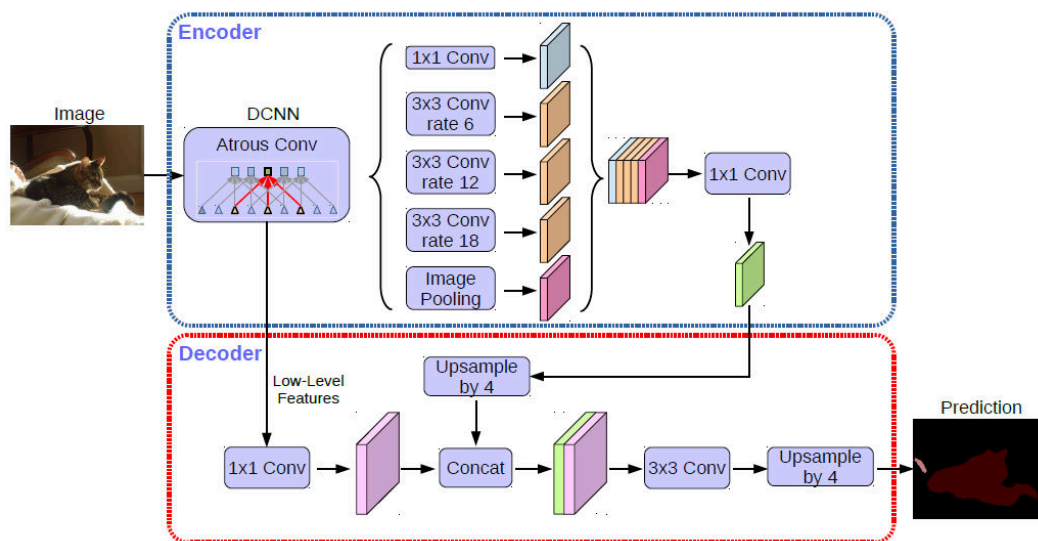 Encoder
Image
DCNN
Atrous Conv
1x1 Conv
3x3 Conv
rate 6
3x3 Conv
rate 12
3x3 Conv
rate 18
Image
Pooling
1x1 Conv
Decoder
Low-Level
Features
Upsample
by 4
1x1 Conv
Concat
3x3 Conv
Upsample
by 4
Prediction